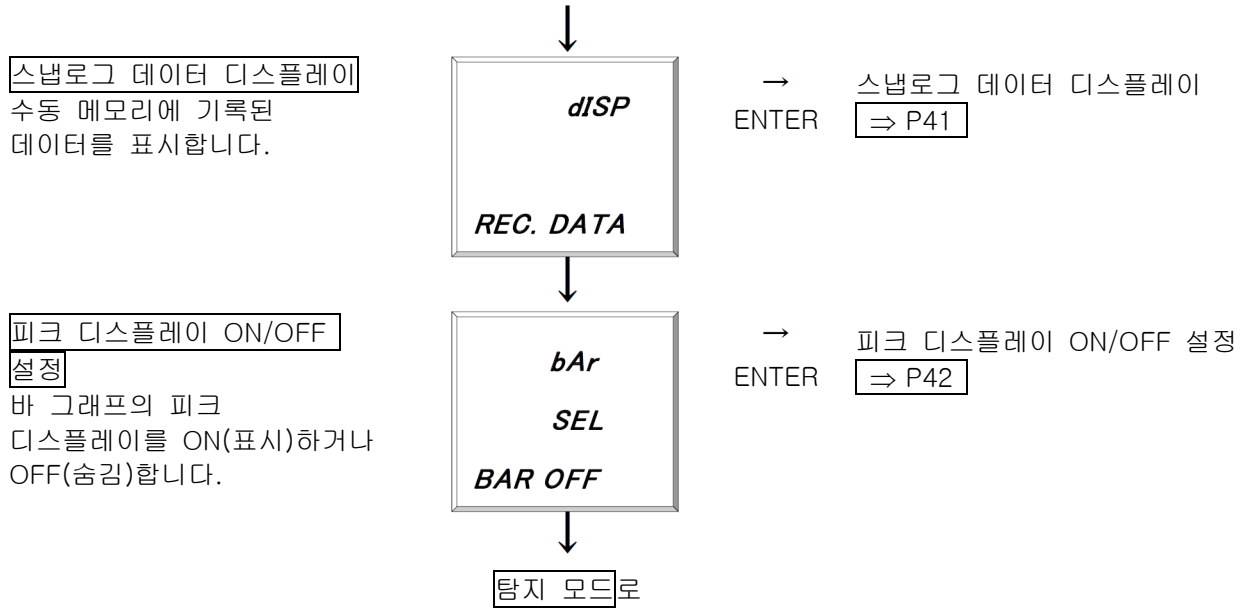 ↓
스냅로그 데이터 디스플레이
수동 메모리에 기록된
데이터를 표시합니다.
dISP
REC. DATA
→
ENTER
스냅로그 데이터 디스플레이
⇒ P41
↓
피크 디스플레이 ON/OFF
설정
바 그래프의 피크
디스플레이를 ON(표시)하거나
OFF(숨김)합니다.
bAr
SEL
BAR OFF
→
ENTER
피크 디스플레이 ON/OFF 설정
⇒ P42
↓
탐지 모드로